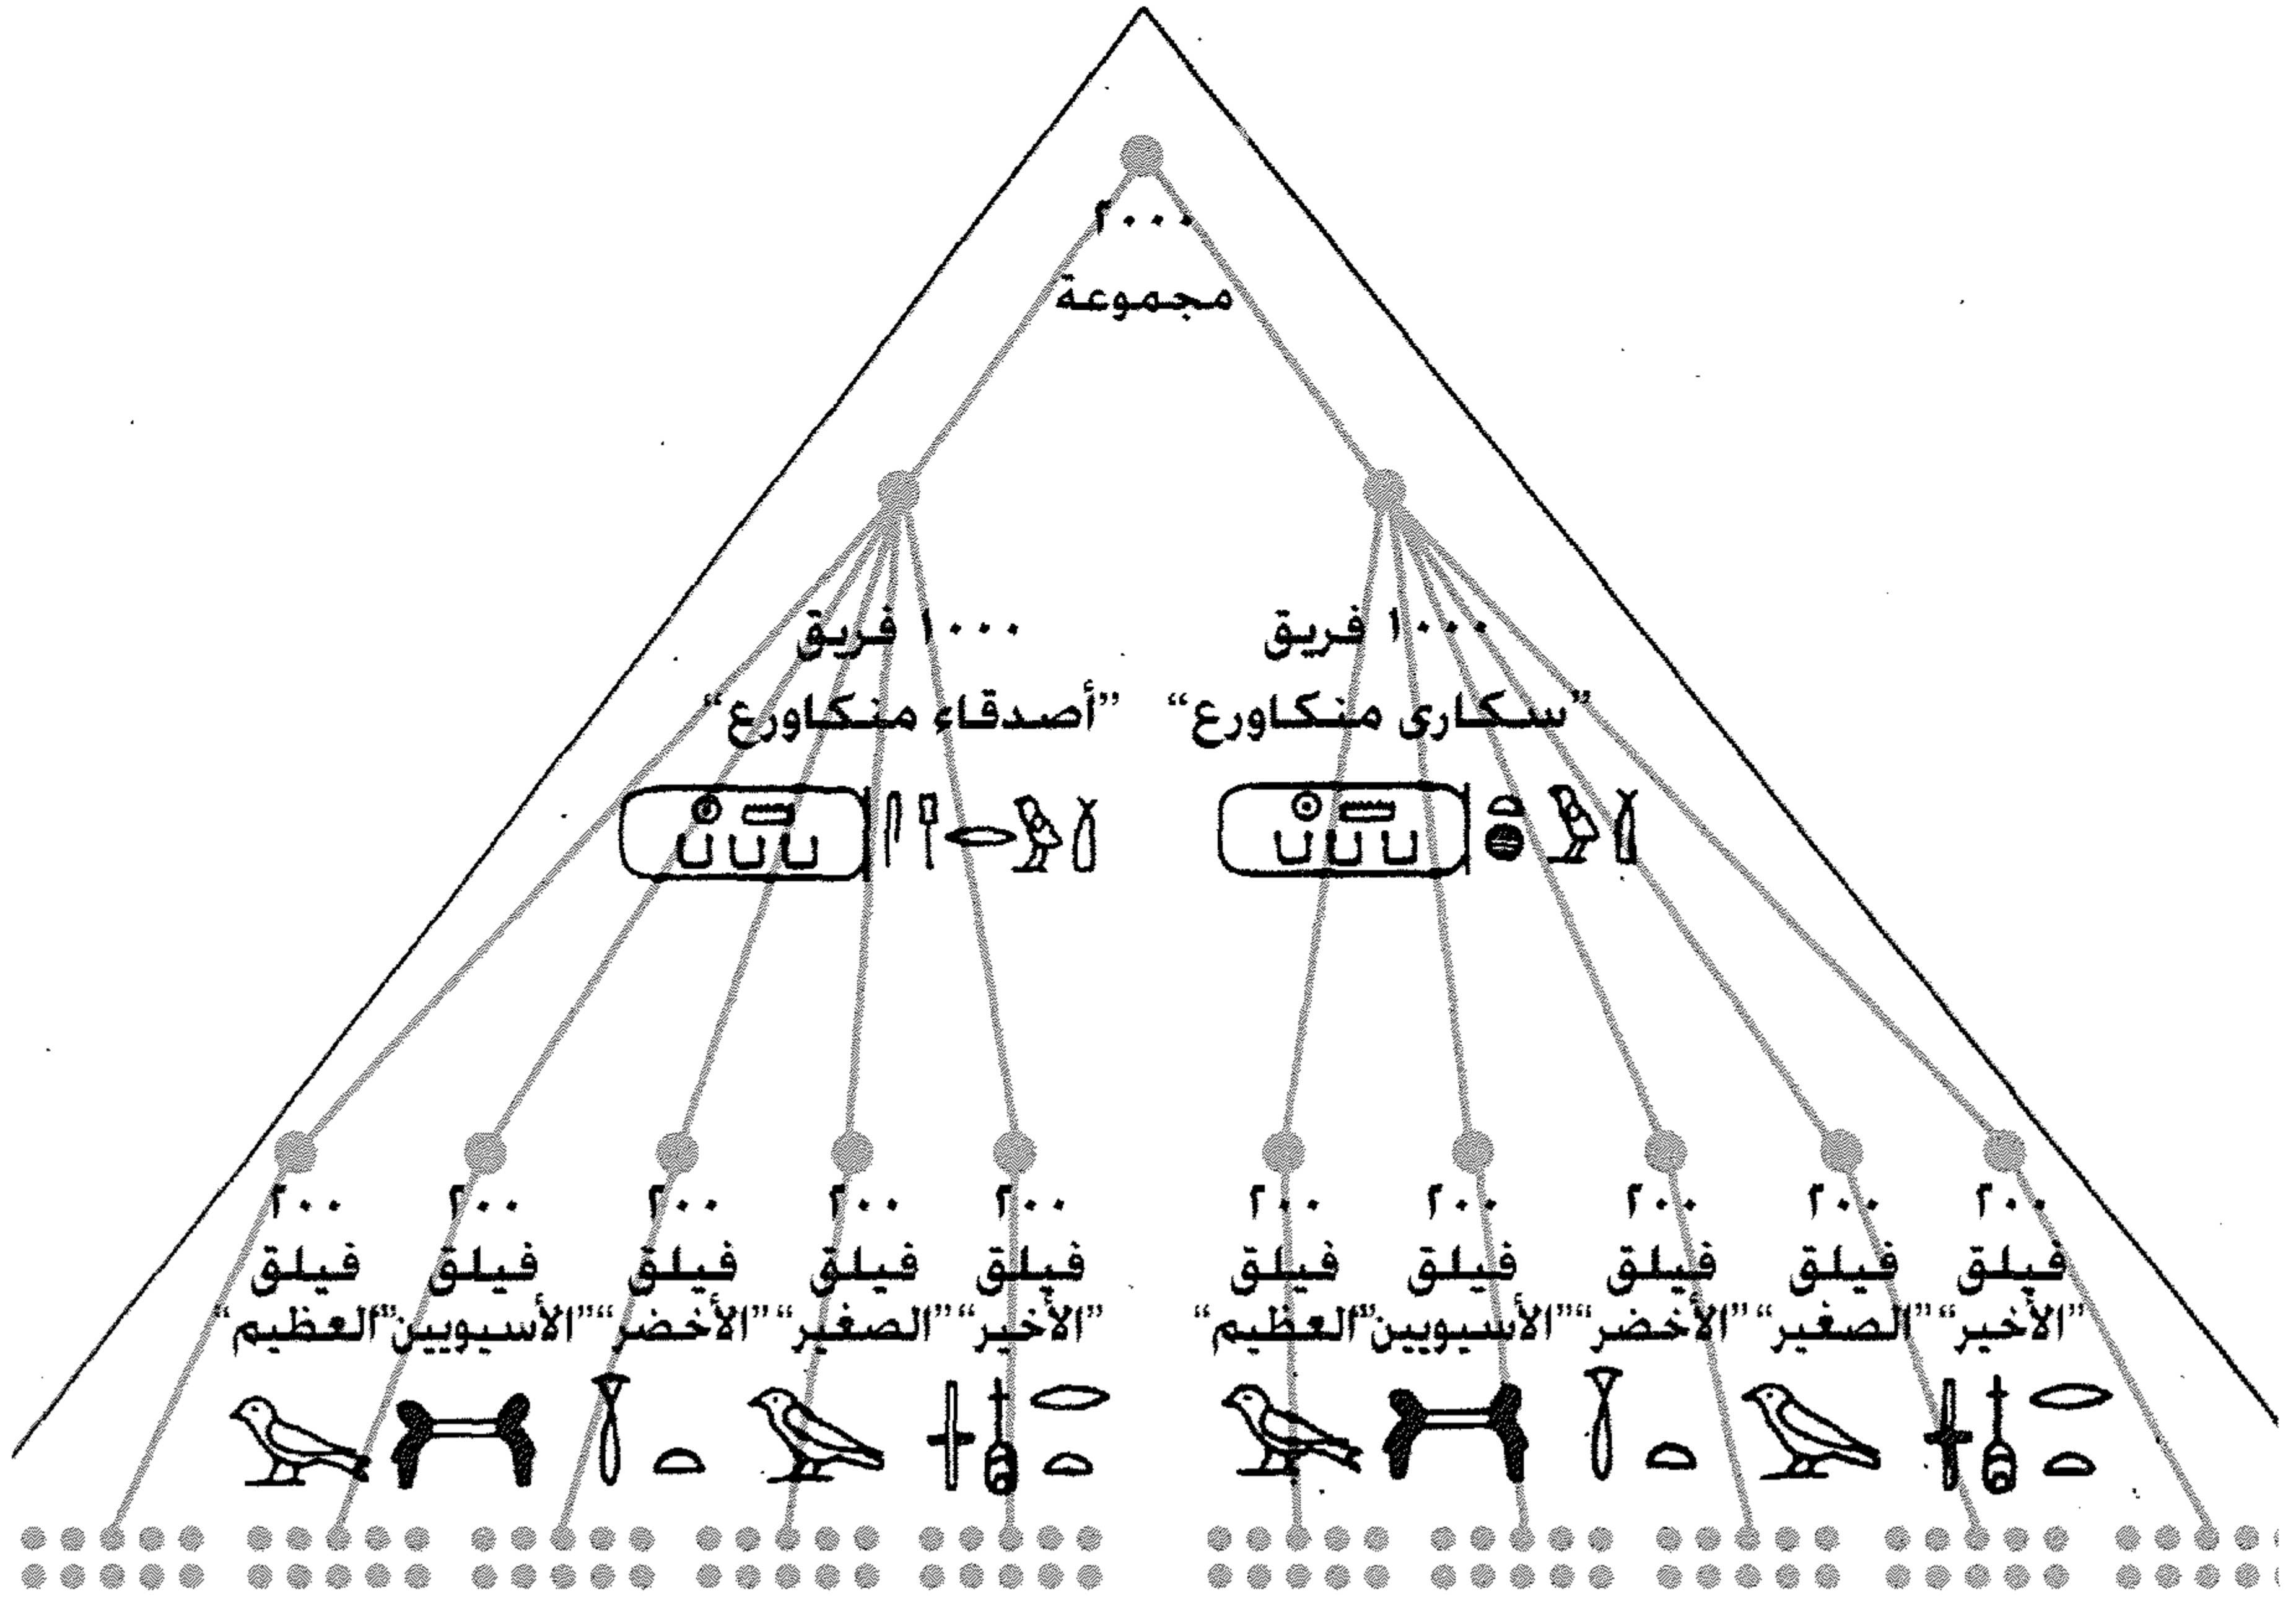 ٢٠٠٠
مجموعة
١٠٠٠ فريق
”سكارى منكاورع“
١٠٠٠ فريق
”أصدقاء منكاورع“
٢٠٠
فيلق
”الأخير“
٢٠٠
فيلق
”الصغير“
٢٠٠
فيلق
”الأخضر“
٢٠٠
فيلق
”الأسيويين“
٢٠٠
فيلق
”العظيم“
٢٠٠
فيلق
”الأخير“
٢٠٠
فيلق
”الصغير“
٢٠٠
فيلق
”الأخضر“
٢٠٠
فيلق
”الأسيويين“
٢٠٠
فيلق
”العظيم“